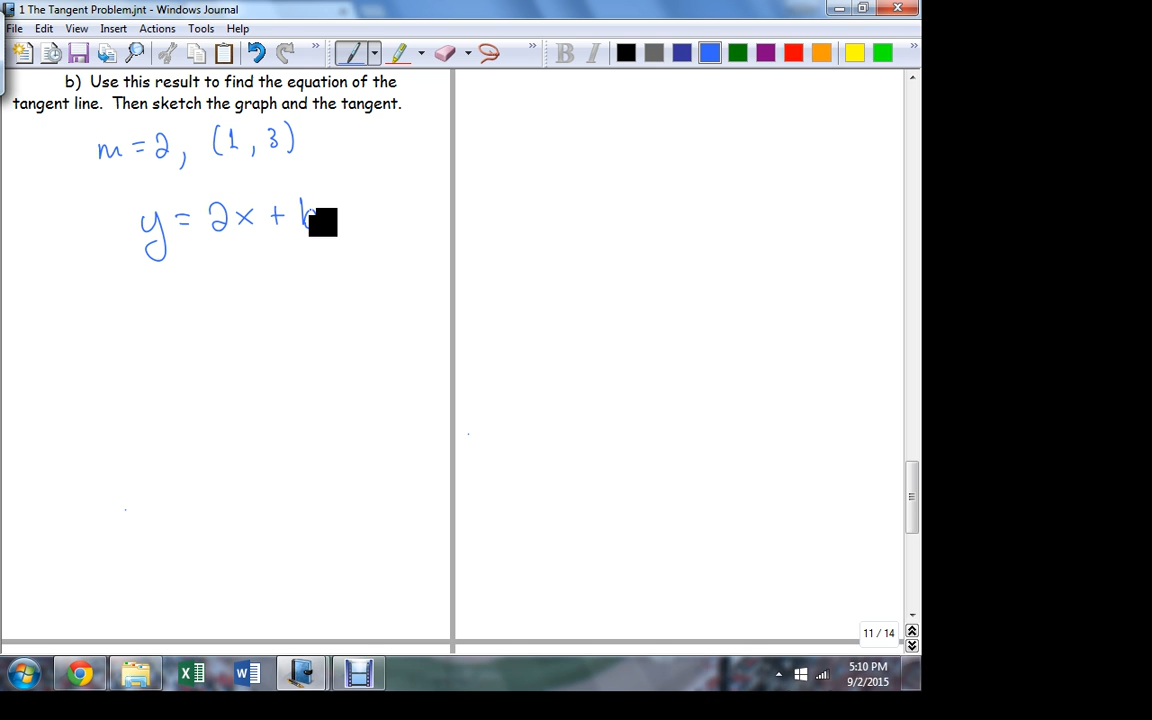 1 The Tangent Problem.jnt - Windows Journal
File Edit View Insert Actions Tools Help
B I
b) Use this result to find the equation of the
tangent line. Then sketch the graph and the tangent.
m = 2, (1, 3)
y = 2x + b
11 / 14
5:10 PM
9/2/2015